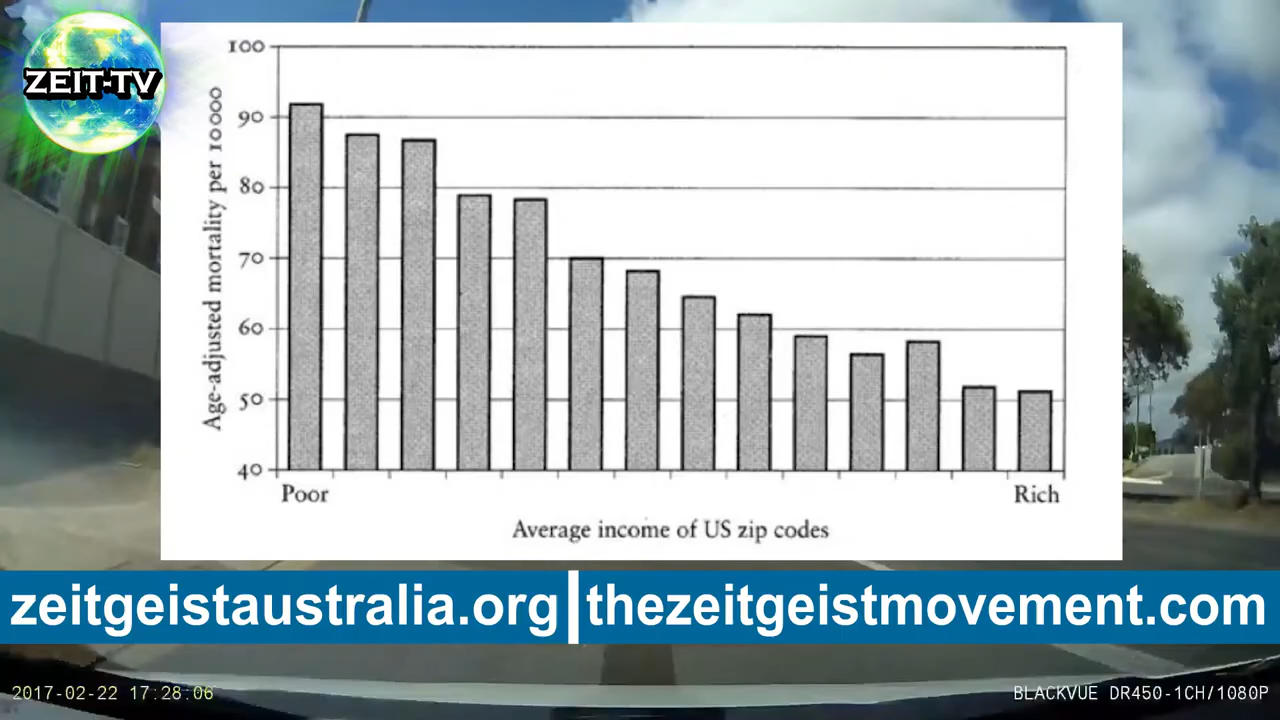 ZEIT-TV
100
90
80
70
60
50
40
Age-adjusted mortality per 10000
Poor
Rich
Average income of US zip codes
zeitgeistaustralia.org|thezeitgeistmovement.com
2017-02-22 17:28:06
BLACKVUE DR450-1CH/1080P